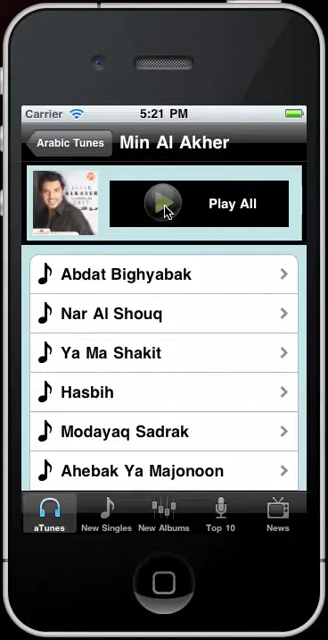 Carrier 5:21 PM
Arabic Tunes Min Al Akher
Play All
Abdat Bighyabak
Nar Al Shouq
Ya Ma Shakit
Hasbih
Modayaq Sadrak
Ahebak Ya Majonoon
aTunes New Singles New Albums Top 10 News